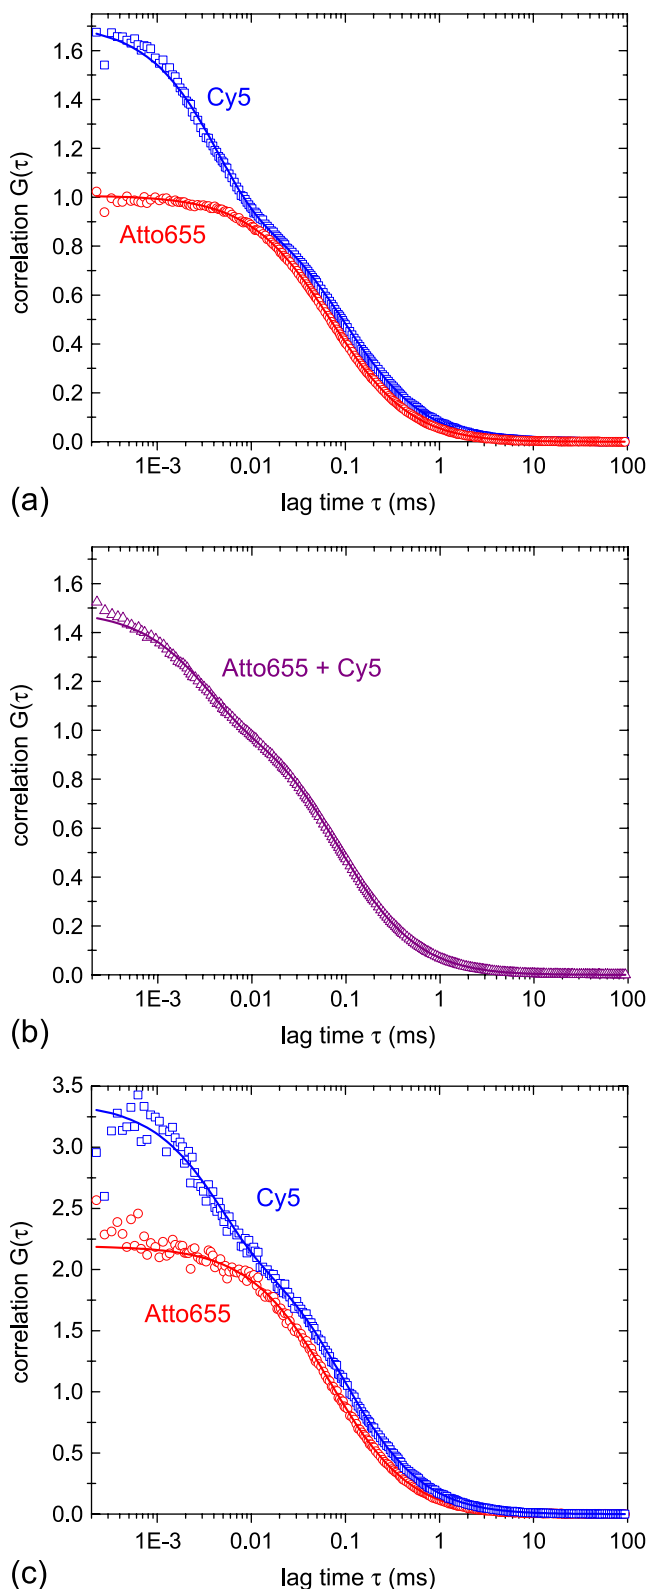 1.6
1.4
1.2
1.0
0.8
0.6
0.4
0.2
0.0
correlation G(τ)
Cy5
Atto655
1E-3 0.01 0.1 1 10 100
lag time τ (ms)
(a)
1.6
1.4
1.2
1.0
0.8
0.6
0.4
0.2
0.0
correlation G(τ)
Atto655 + Cy5
1E-3 0.01 0.1 1 10 100
lag time τ (ms)
(b)
3.5
3.0
2.5
2.0
1.5
1.0
0.5
0.0
correlation G(τ)
Cy5
Atto655
1E-3 0.01 0.1 1 10 100
lag time τ (ms)
(c)